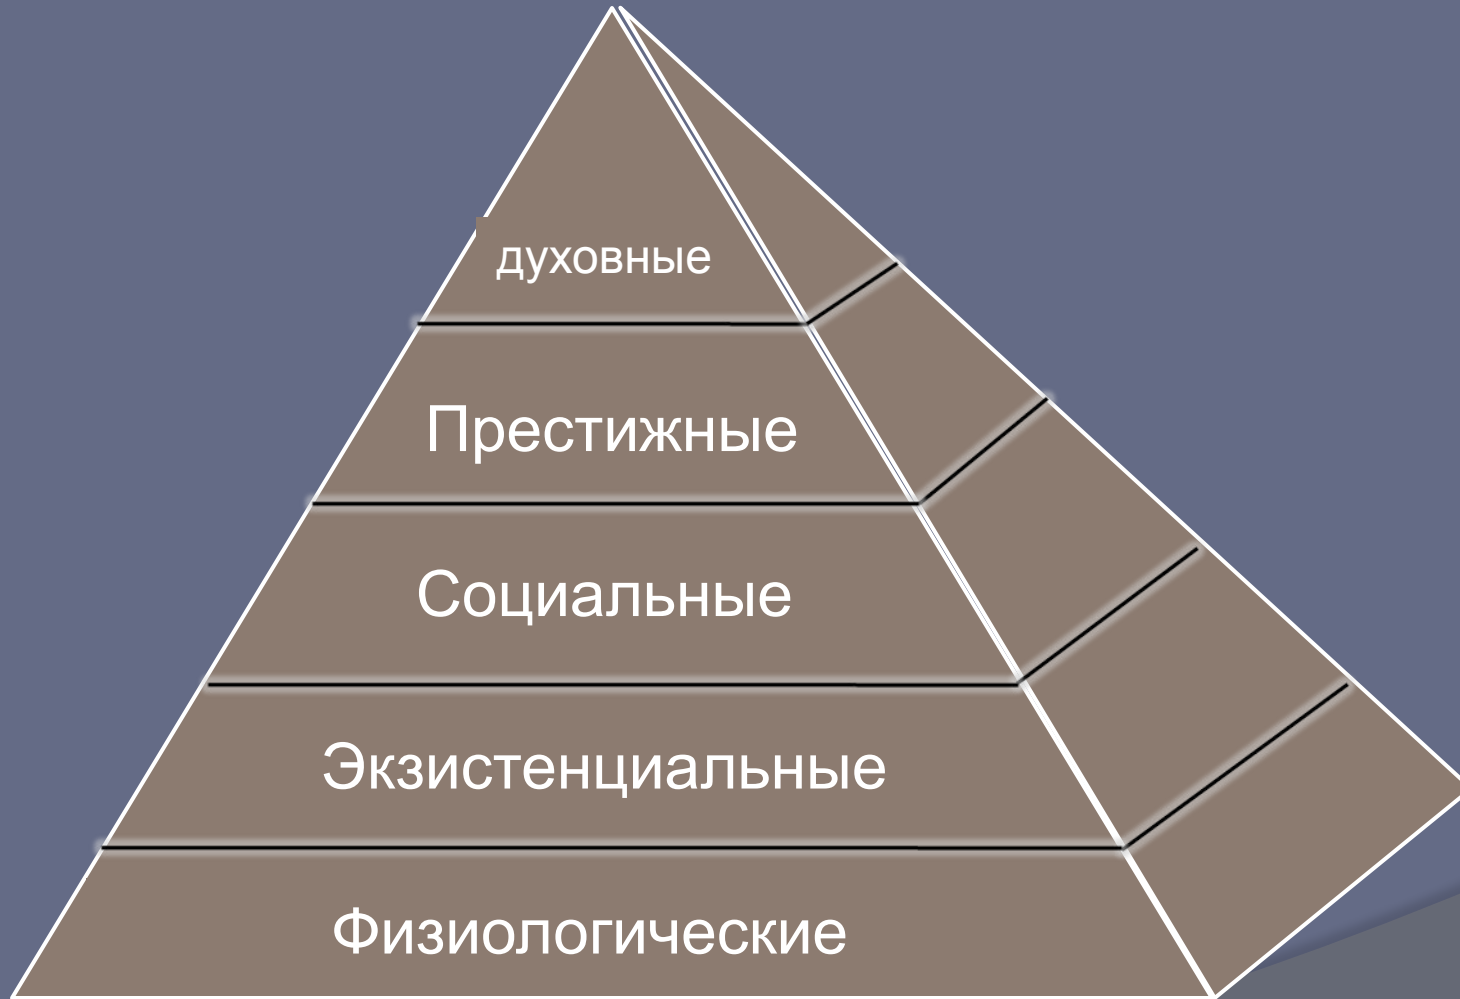 духовные
Престижные
Социальные
Экзистенциальные
Физиологические